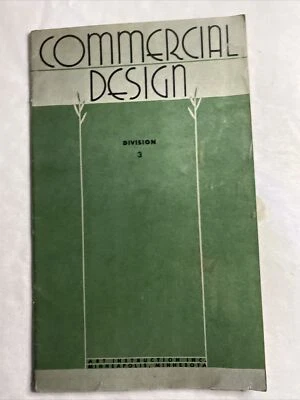 COMMERCIAL
DESIGN
DIVISION
3
ART INSTRUCTION INC.
MINNEAPOLIS, MINNESOTA